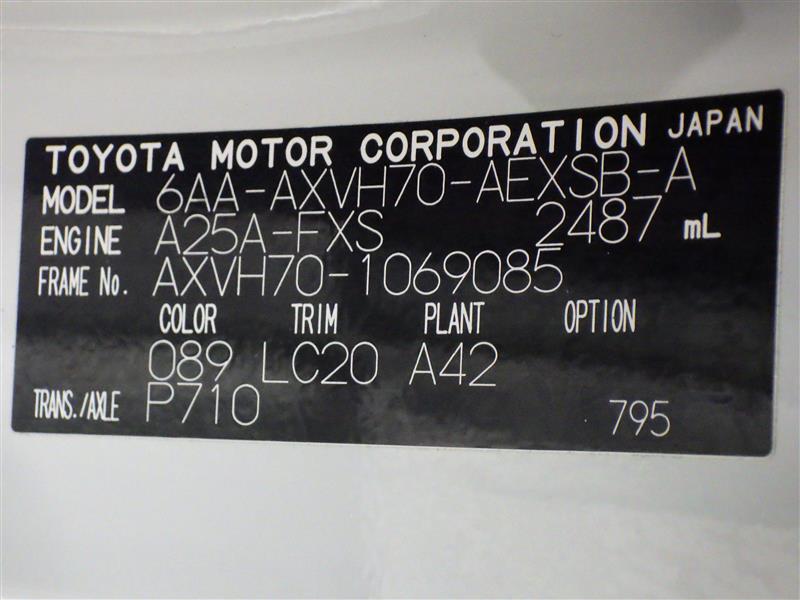 TOYOTA MOTOR CORPORATION JAPAN
MODEL 6AA-AXVH70-AEXSB-A
ENGINE A25A-FXS 2487 mL
FRAME No. AXVH70-1069085
COLOR TRIM PLANT OPTION
089 LC20 A42
TRANS./AXLE P710 795